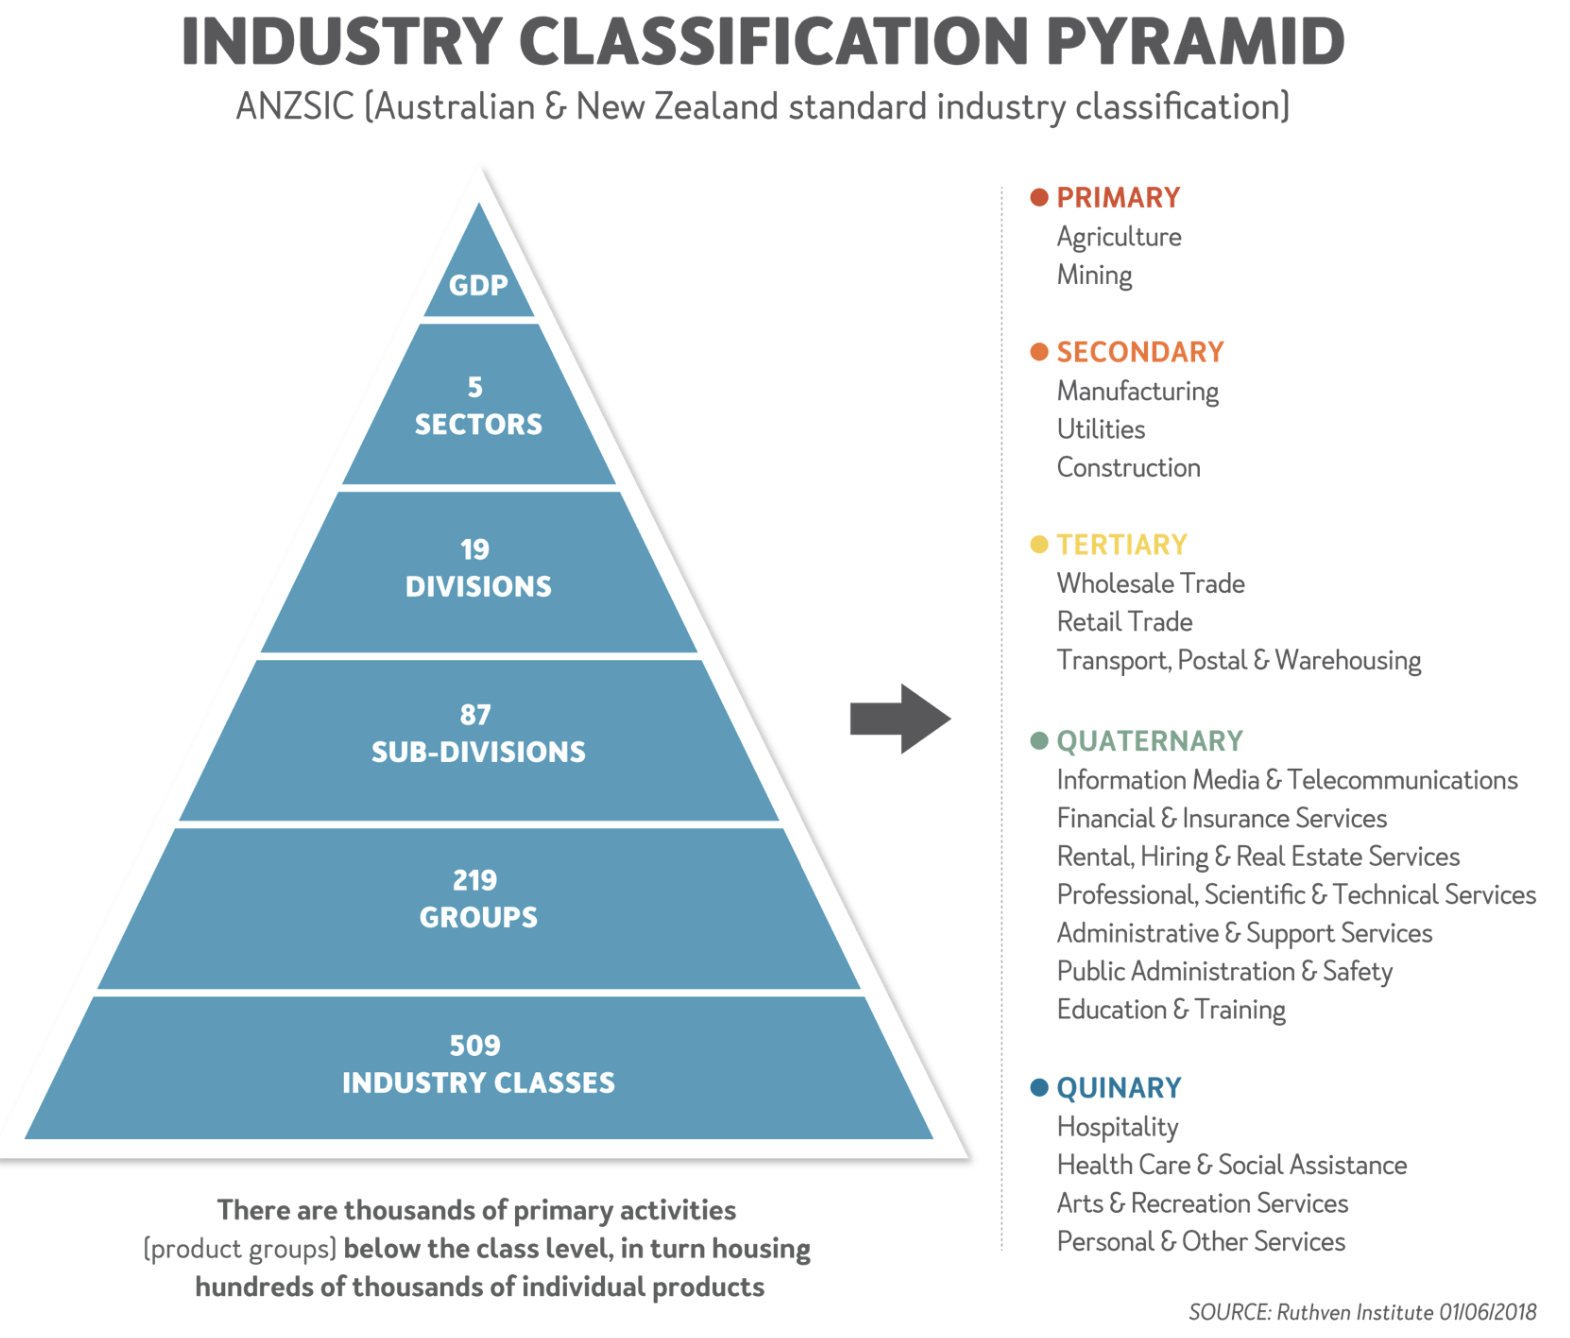 INDUSTRY CLASSIFICATION PYRAMID
ANZSIC (Australian & New Zealand standard industry classification)
GDP
5
SECTORS
19
DIVISIONS
87
SUB-DIVISIONS
219
GROUPS
509
INDUSTRY CLASSES
There are thousands of primary activities
(product groups) below the class level, in turn housing
hundreds of thousands of individual products
PRIMARY
Agriculture
Mining
SECONDARY
Manufacturing
Utilities
Construction
TERTIARY
Wholesale Trade
Retail Trade
Transport, Postal & Warehousing
QUATERNARY
Information Media & Telecommunications
Financial & Insurance Services
Rental, Hiring & Real Estate Services
Professional, Scientific & Technical Services
Administrative & Support Services
Public Administration & Safety
Education & Training
QUINARY
Hospitality
Health Care & Social Assistance
Arts & Recreation Services
Personal & Other Services
SOURCE: Ruthven Institute 01/06/2018